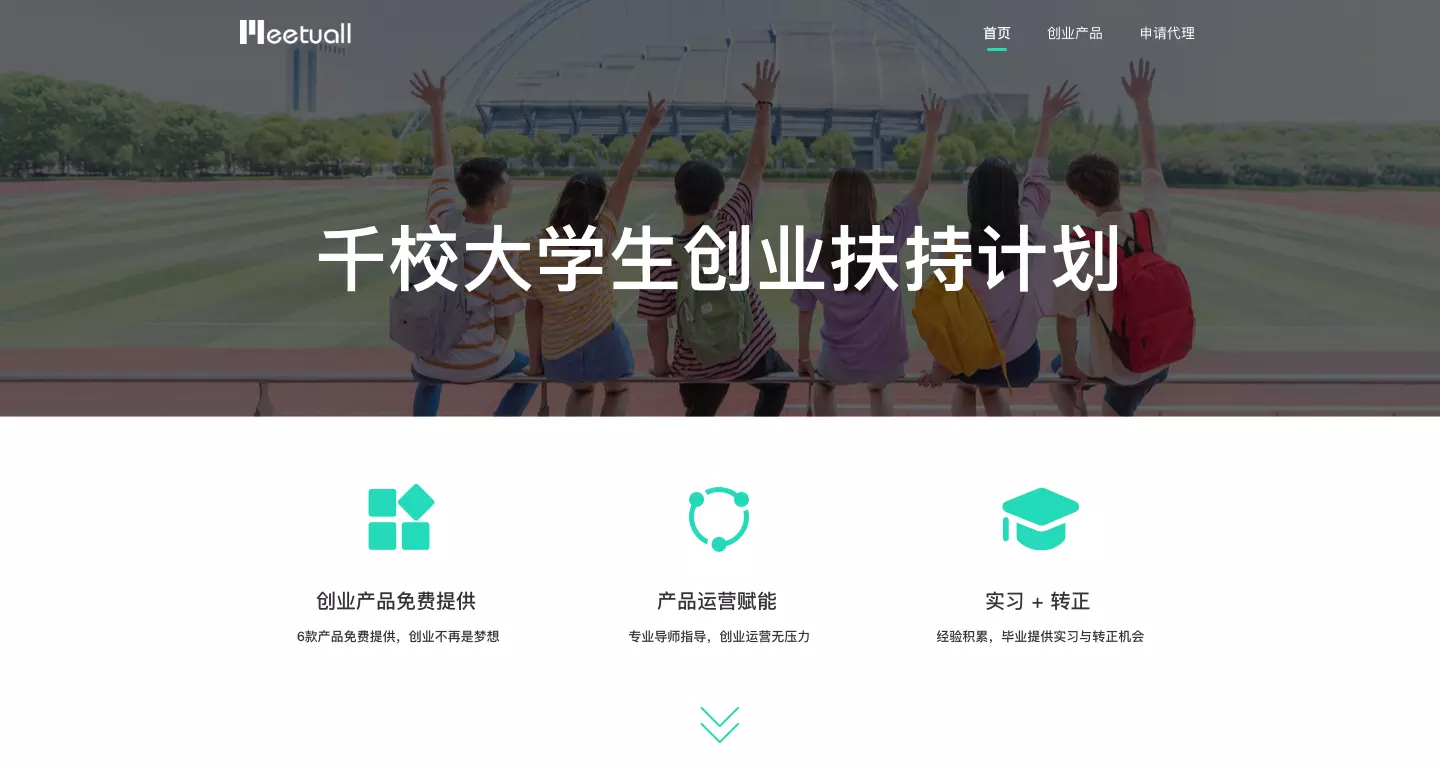 Meetuall
首页 创业产品 申请代理
千校大学生创业扶持计划
创业产品免费提供
6款产品免费提供，创业不再是梦想
产品运营赋能
专业导师指导，创业运营无压力
实习 + 转正
经验积累，毕业提供实习与转正机会